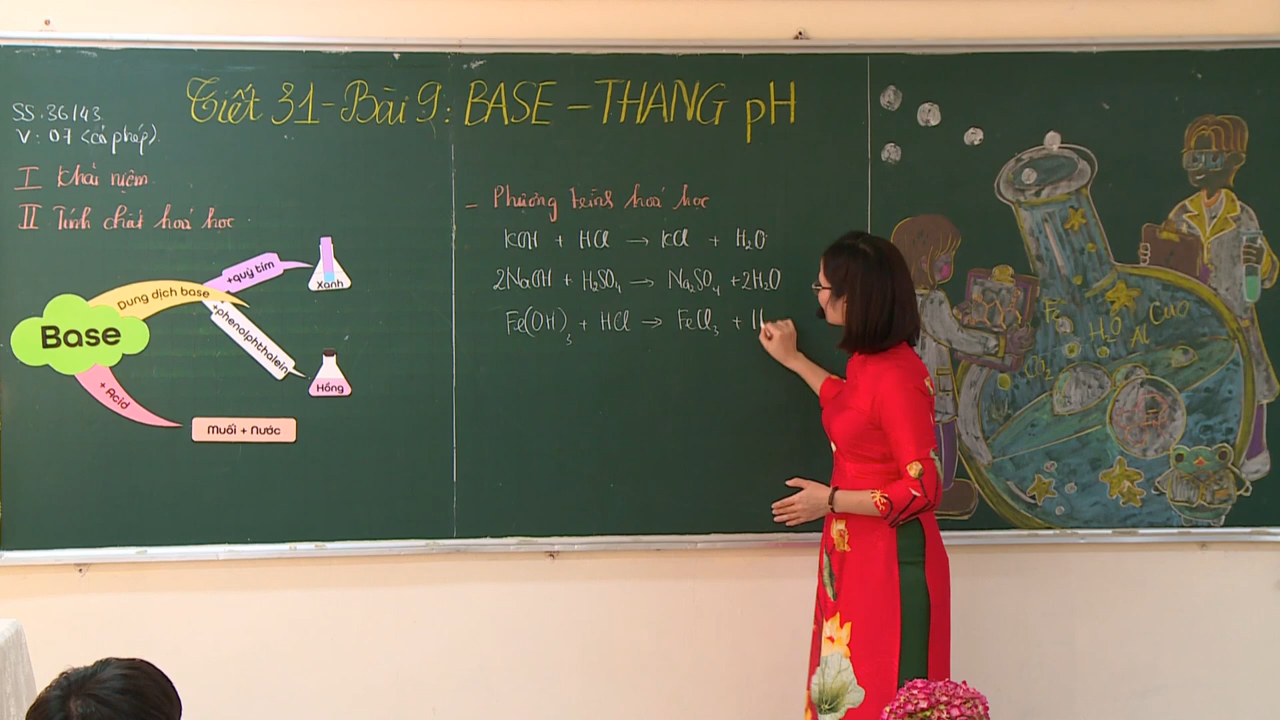 Tiết 31 - Bài 9: BASE – THANG pH
SS: 36/43
V: 07 (có phép).
I Khái niệm
II Tính chất hoá học
Base
Dung dịch base
+quỳ tím
Xanh
+phenolphthalein
Hồng
+ Acid
Muối + Nước
– Phương trình hoá học
KOH + HCl → KCl + H₂O
2NaOH + H₂SO₄ → Na₂SO₄ + 2H₂O
Fe(OH)₃ + HCl → FeCl₃ + H
Fe
H₂O
CuO
Al
CO₂